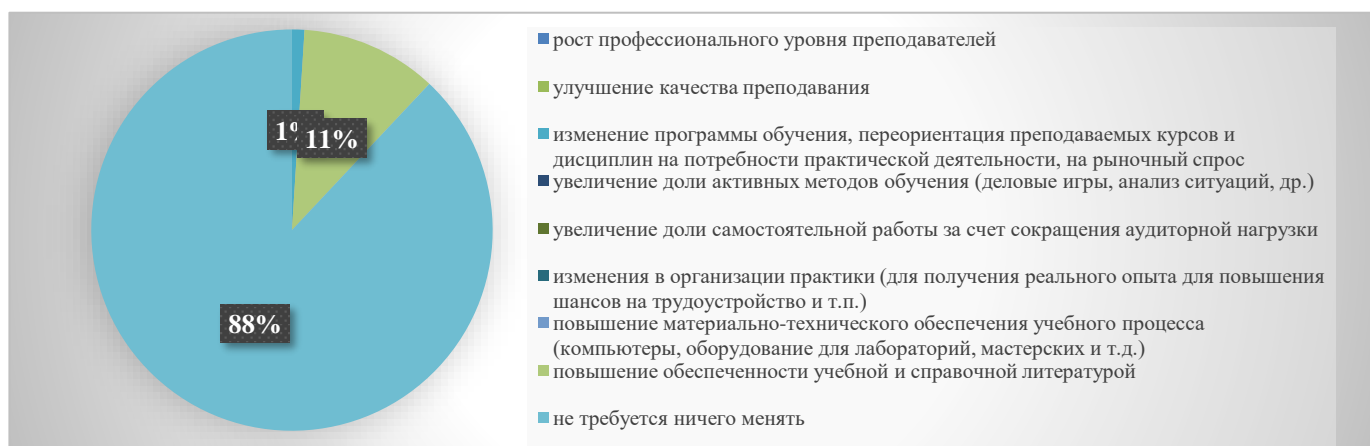 1%
11%
88%
рост профессионального уровня преподавателей
улучшение качества преподавания
изменение программы обучения, переориентация преподаваемых курсов и
дисциплин на потребности практической деятельности, на рыночный спрос
увеличение доли активных методов обучения (деловые игры, анализ ситуаций, др.)
увеличение доли самостоятельной работы за счет сокращения аудиторной нагрузки
изменения в организации практики (для получения реального опыта для повышения
шансов на трудоустройство и т.п.)
повышение материально-технического обеспечения учебного процесса
(компьютеры, оборудование для лабораторий, мастерских и т.д.)
повышение обеспеченности учебной и справочной литературой
не требуется ничего менять